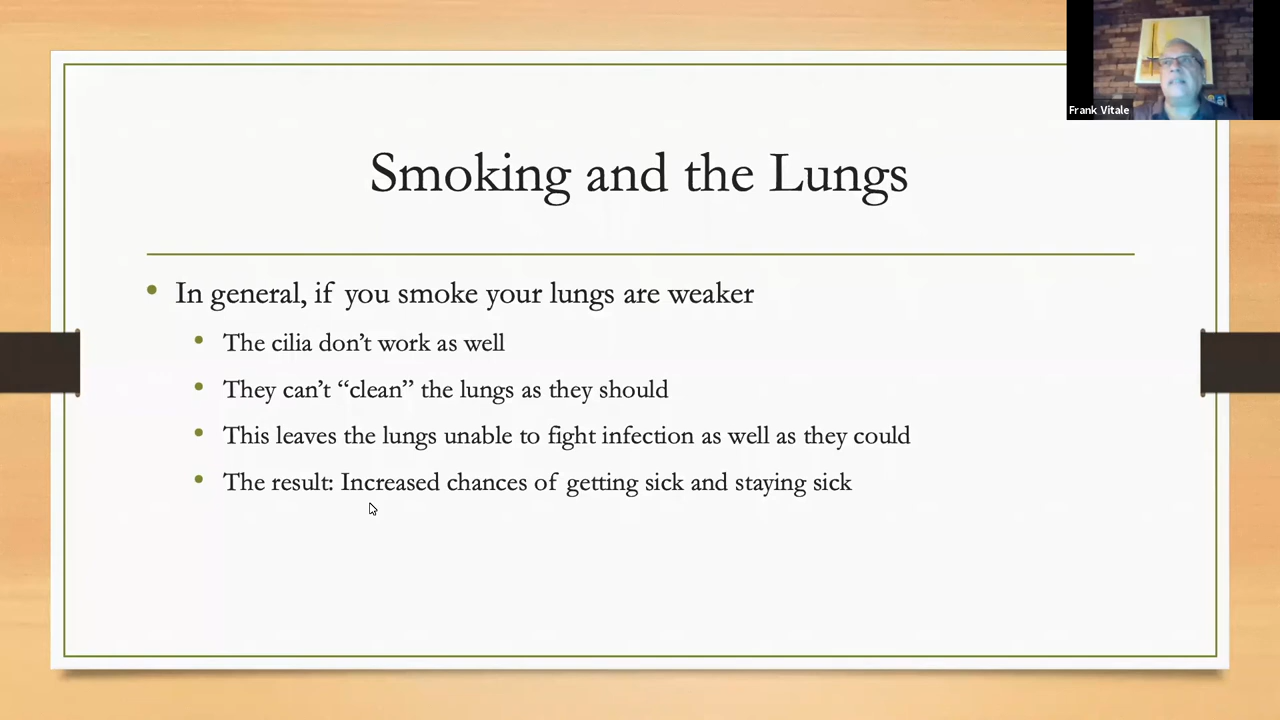 Frank Vitale
Smoking and the Lungs
In general, if you smoke your lungs are weaker
The cilia don’t work as well
They can’t “clean” the lungs as they should
This leaves the lungs unable to fight infection as well as they could
The result: Increased chances of getting sick and staying sick